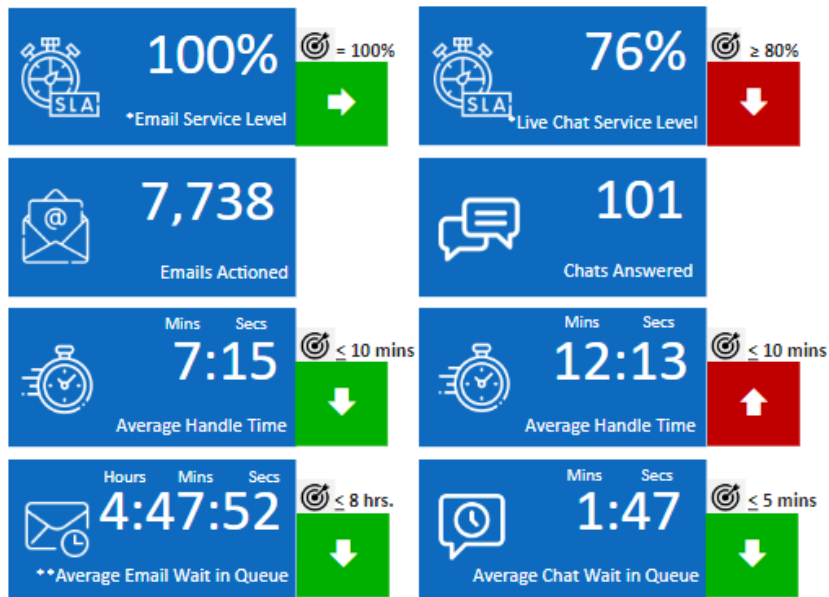 100%
= 100%
SLA
*Email Service Level
76%
≥ 80%
SLA
*Live Chat Service Level
7,738
@
Emails Actioned
101
Chats Answered
Mins Secs
7:15
≤ 10 mins
Average Handle Time
Mins Secs
12:13
≤ 10 mins
Average Handle Time
Hours Mins Secs
4:47:52
≤ 8 hrs.
**Average Email Wait in Queue
Mins Secs
1:47
≤ 5 mins
Average Chat Wait in Queue